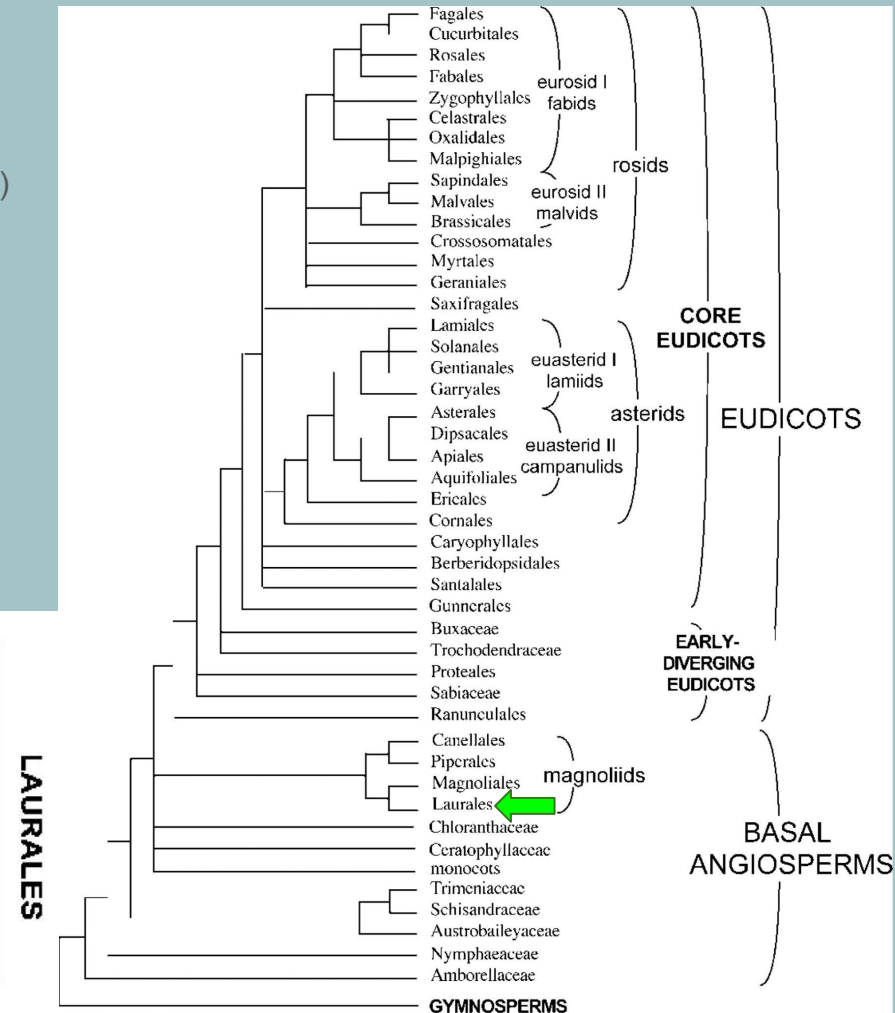 )
Fagales
Cucurbitales
Rosales
Fabales
Zygophyllales
Celastrales
Oxalidales
Malpighiales
Sapindales
Malvales
Brassicales
Crossosomatales
Myrtales
Geraniales
Saxifragales
Lamiales
Solanales
Gentianales
Garryales
Asterales
Dipsacales
Apiales
Aquifoliales
Ericales
Cornales
Caryophyllales
Berberidopsidales
Santalales
Gunnerales
Buxaceae
Trochodendraceae
Proteales
Sabiaceae
Ranunculales
Canellales
Piperales
Magnoliales
Laurales
Chloranthaceae
Ceratophyllaceae
monocots
Trimeniaceae
Schisandraceae
Austrobaileyaceae
Nymphaeaceae
Amborellaceae
GYMNOSPERMS
eurosid I
fabids
eurosid II
malvids
rosids
euasterid I
lamiids
euasterid II
campanulids
asterids
CORE
EUDICOTS
EUDICOTS
EARLY-
DIVERGING
EUDICOTS
magnoliids
BASAL
ANGIOSPERMS
LAURALES